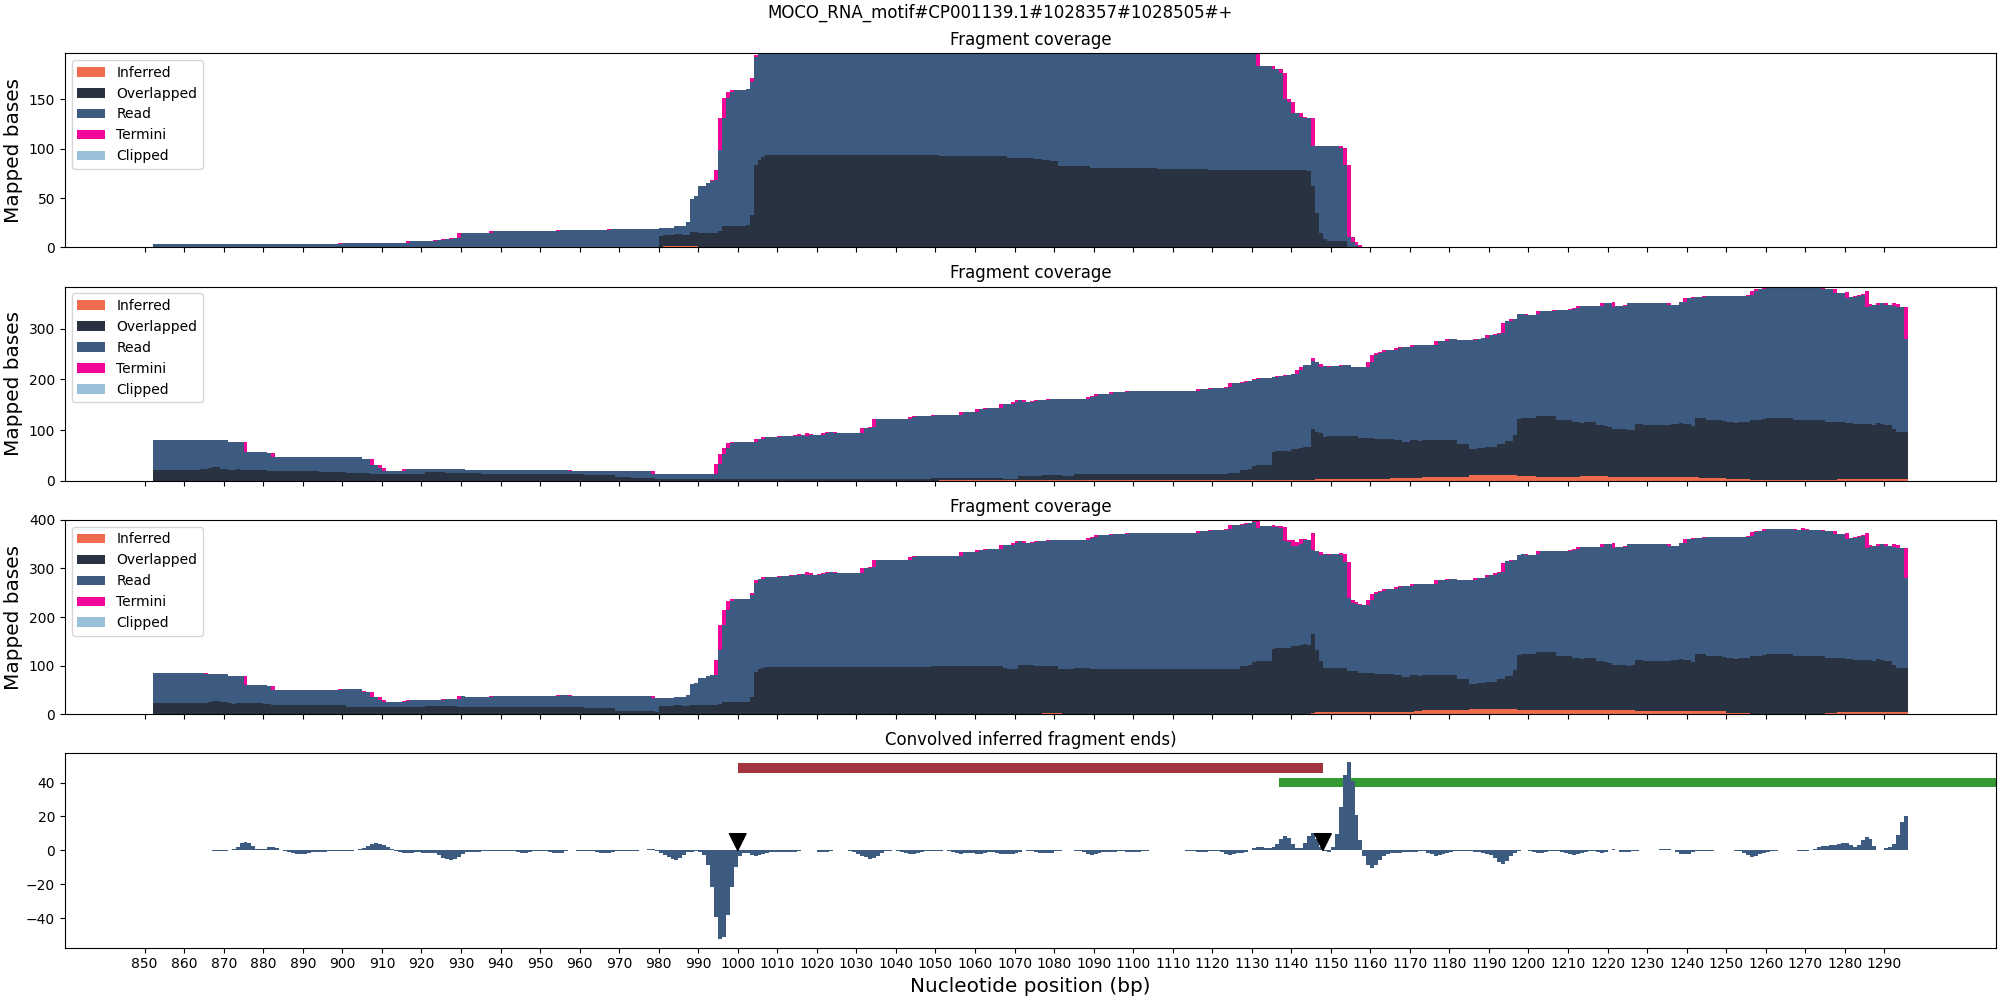 MOCO_RNA_motif#CP001139.1#1028357#1028505#+
Fragment coverage
Mapped bases
150
100
50
0
Inferred
Overlapped
Read
Termini
Clipped
Fragment coverage
Mapped bases
300
200
100
0
Inferred
Overlapped
Read
Termini
Clipped
Fragment coverage
Mapped bases
400
300
200
100
0
Inferred
Overlapped
Read
Termini
Clipped
Convolved inferred fragment ends)
40
20
0
−20
−40
850 860 870 880 890 900 910 920 930 940 950 960 970 980 990 1000 1010 1020 1030 1040 1050 1060 1070 1080 1090 1100 1110 1120 1130 1140 1150 1160 1170 1180 1190 1200 1210 1220 1230 1240 1250 1260 1270 1280 1290
Nucleotide position (bp)